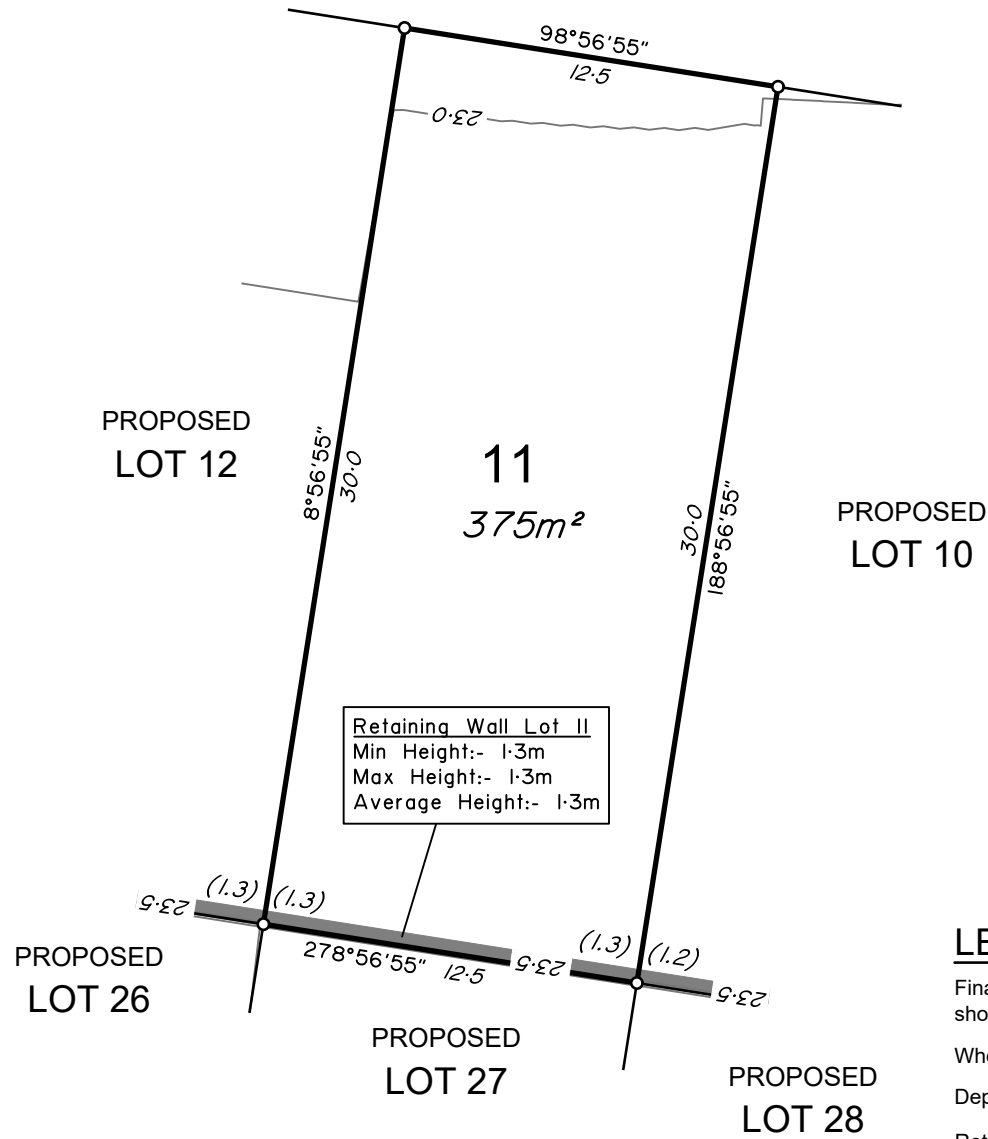 98°56'55"
12·5
23·0
PROPOSED
LOT 12
8°56'55"
30·0
11
375m²
30·0
188°56'55"
PROPOSED
LOT 10
Retaining Wall Lot 11
Min Height:- 1·3m
Max Height:- 1·3m
Average Height:- 1·3m
23·5
(1.3)
(1.3)
278°56'55"
12·5
23·5
(1.3)
(1.2)
23·5
PROPOSED
LOT 26
PROPOSED
LOT 27
PROPOSED
LOT 28